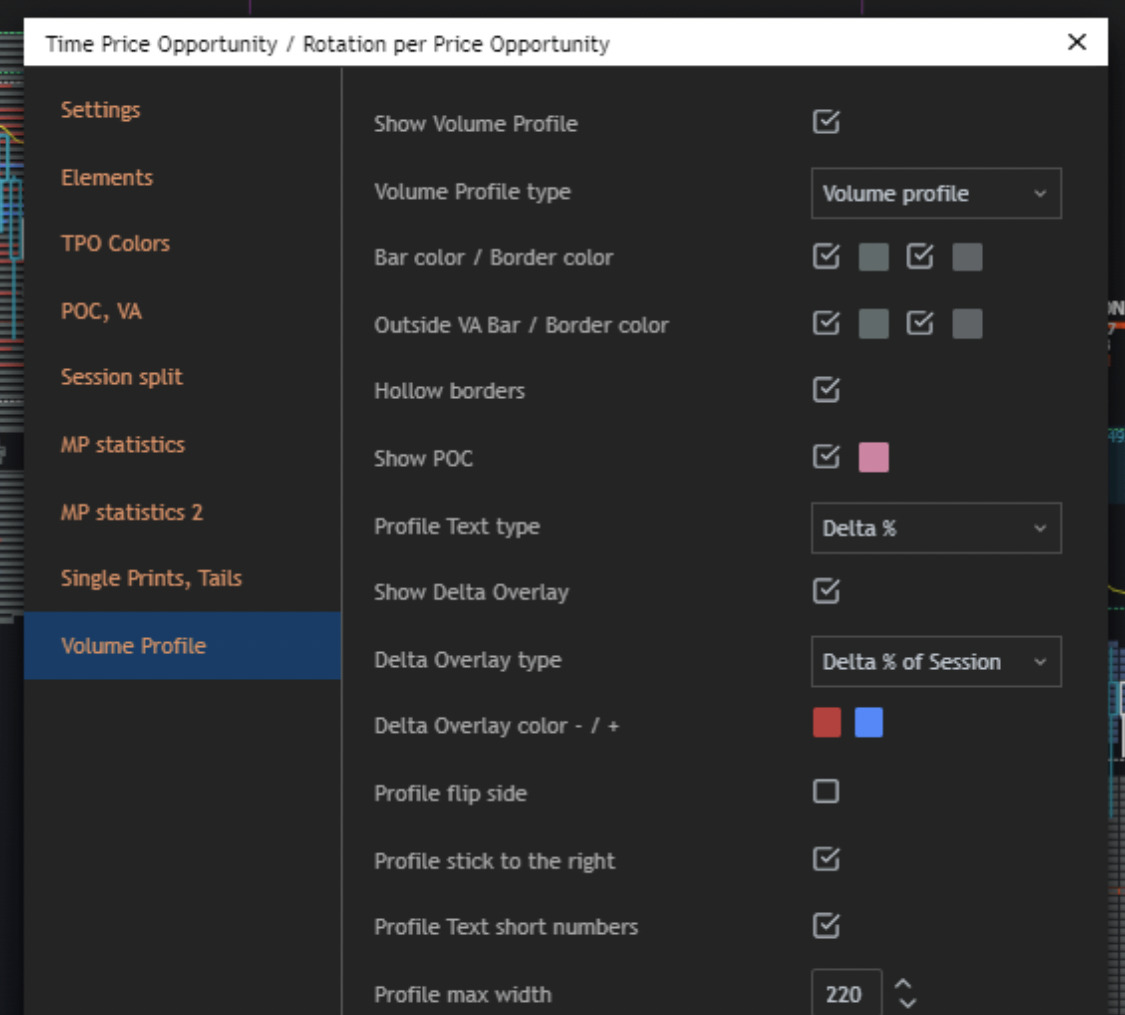 Time Price Opportunity / Rotation per Price Opportunity
Settings
Elements
TPO Colors
POC, VA
Session split
MP statistics
MP statistics 2
Single Prints, Tails
Volume Profile
Show Volume Profile
Volume Profile type Volume profile
Bar color / Border color
Outside VA Bar / Border color
Hollow borders
Show POC
Profile Text type Delta %
Show Delta Overlay
Delta Overlay type Delta % of Session
Delta Overlay color - / +
Profile flip side
Profile stick to the right
Profile Text short numbers
Profile max width 220